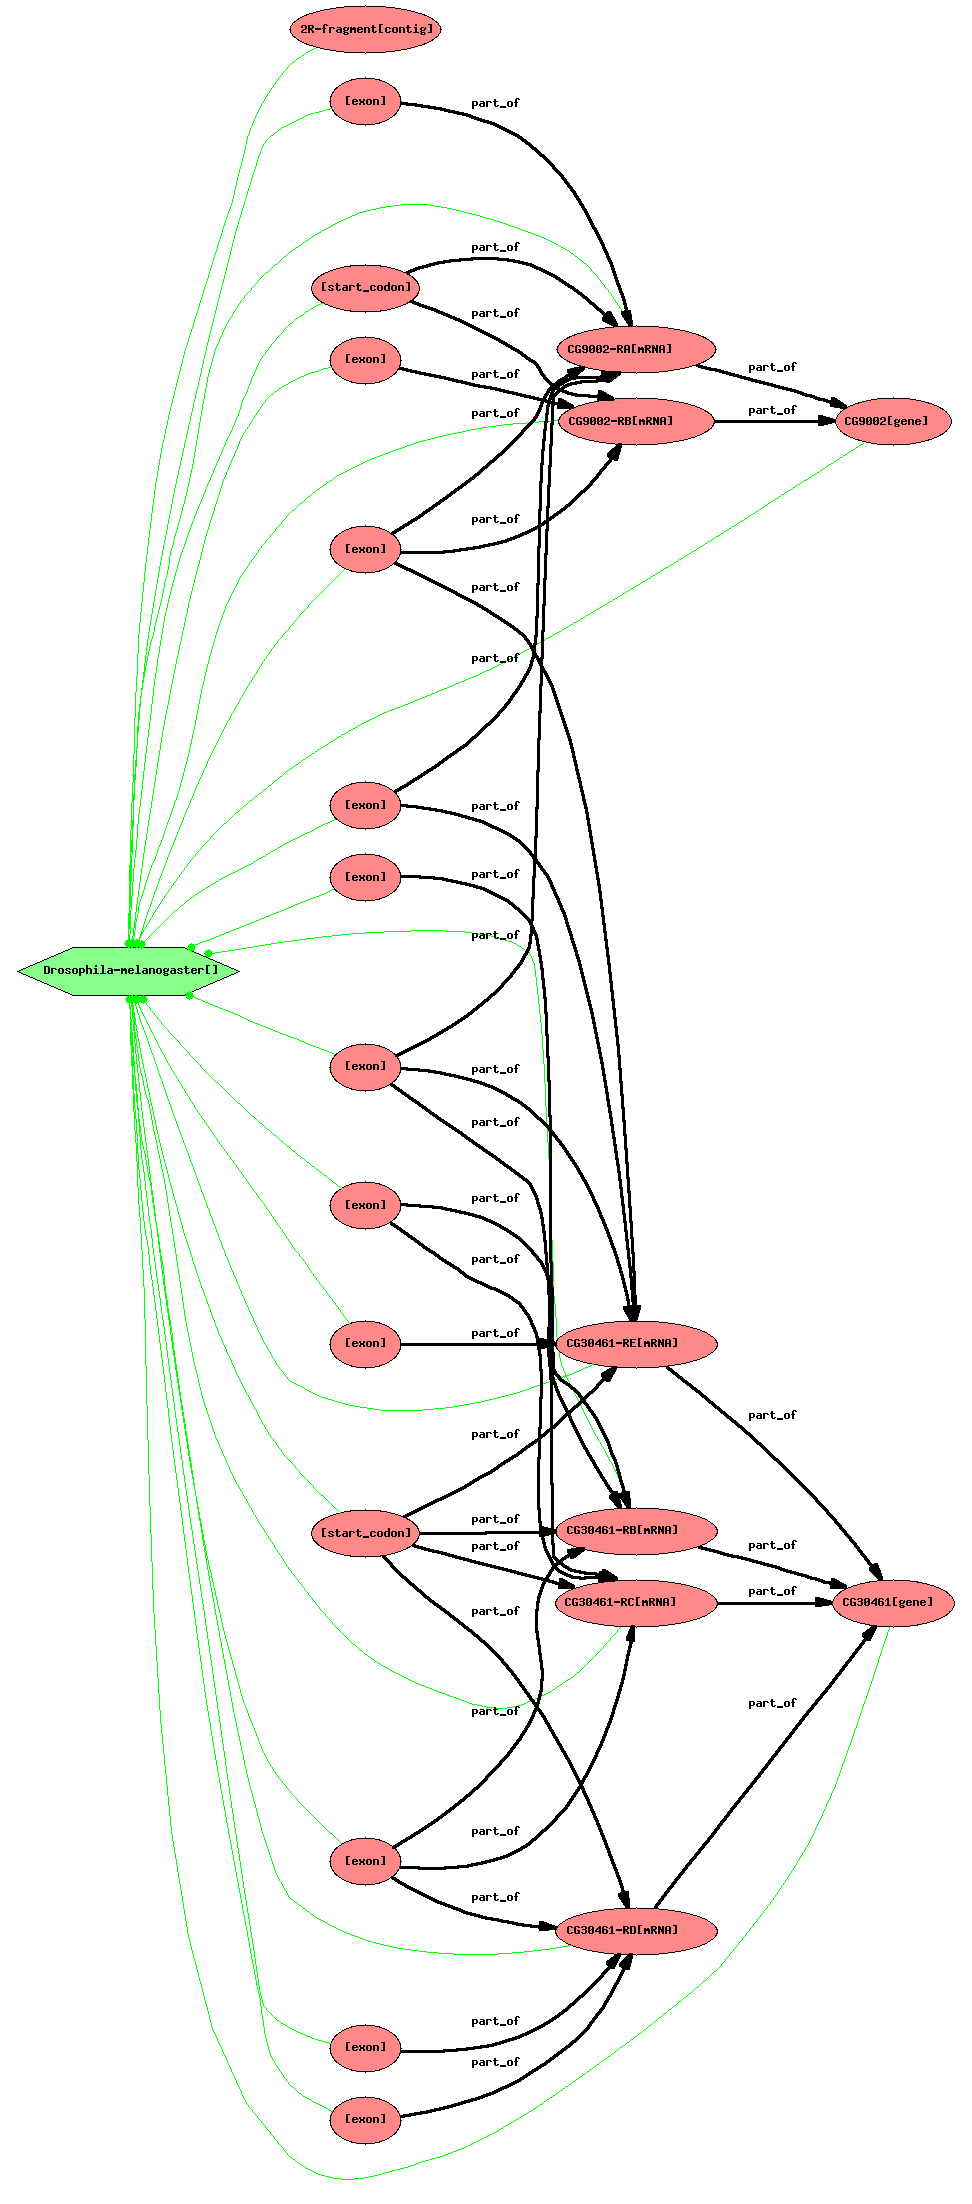 2R-fragment[contig]
[exon]
part_of
part_of
[start_codon]
part_of
CG9002-RA[mRNA]
[exon]
part_of
part_of
part_of
part_of
CG9002-RB[mRNA]
CG9002[gene]
part_of
[exon]
part_of
part_of
[exon]
part_of
part_of
[exon]
part_of
Drosophila-melanogaster[]
[exon]
part_of
part_of
part_of
[exon]
part_of
part_of
[exon]
CG30461-RE[mRNA]
part_of
part_of
part_of
[start_codon]
CG30461-RB[mRNA]
part_of
part_of
part_of
CG30461-RC[mRNA]
CG30461[gene]
part_of
part_of
part_of
part_of
[exon]
part_of
CG30461-RD[mRNA]
part_of
[exon]
part_of
[exon]